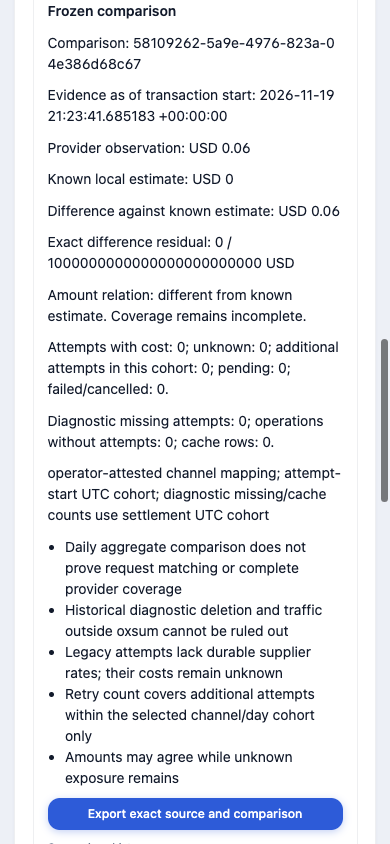 Frozen comparison
Comparison: 58109262-5a9e-4976-823a-0
4e386d68c67
Evidence as of transaction start: 2026-11-19
21:23:41.685183 +00:00:00
Provider observation: USD 0.06
Known local estimate: USD 0
Difference against known estimate: USD 0.06
Exact difference residual: 0 /
1000000000000000000000000 USD
Amount relation: different from known
estimate. Coverage remains incomplete.
Attempts with cost: 0; unknown: 0; additional
attempts in this cohort: 0; pending: 0;
failed/cancelled: 0.
Diagnostic missing attempts: 0; operations
without attempts: 0; cache rows: 0.
operator-attested channel mapping; attempt-
start UTC cohort; diagnostic missing/cache
counts use settlement UTC cohort
• Daily aggregate comparison does not
prove request matching or complete
provider coverage
• Historical diagnostic deletion and traffic
outside oxsum cannot be ruled out
• Legacy attempts lack durable supplier
rates; their costs remain unknown
• Retry count covers additional attempts
within the selected channel/day cohort
only
• Amounts may agree while unknown
exposure remains
Export exact source and comparison